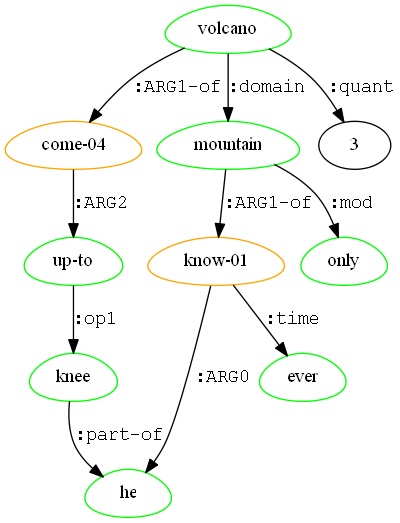 volcano
:ARG1-of :domain :quant
come-04 mountain 3
:ARG2 :ARG1-of :mod
up-to know-01 only
:op1 :time
knee :ARG0 ever
:part-of
he